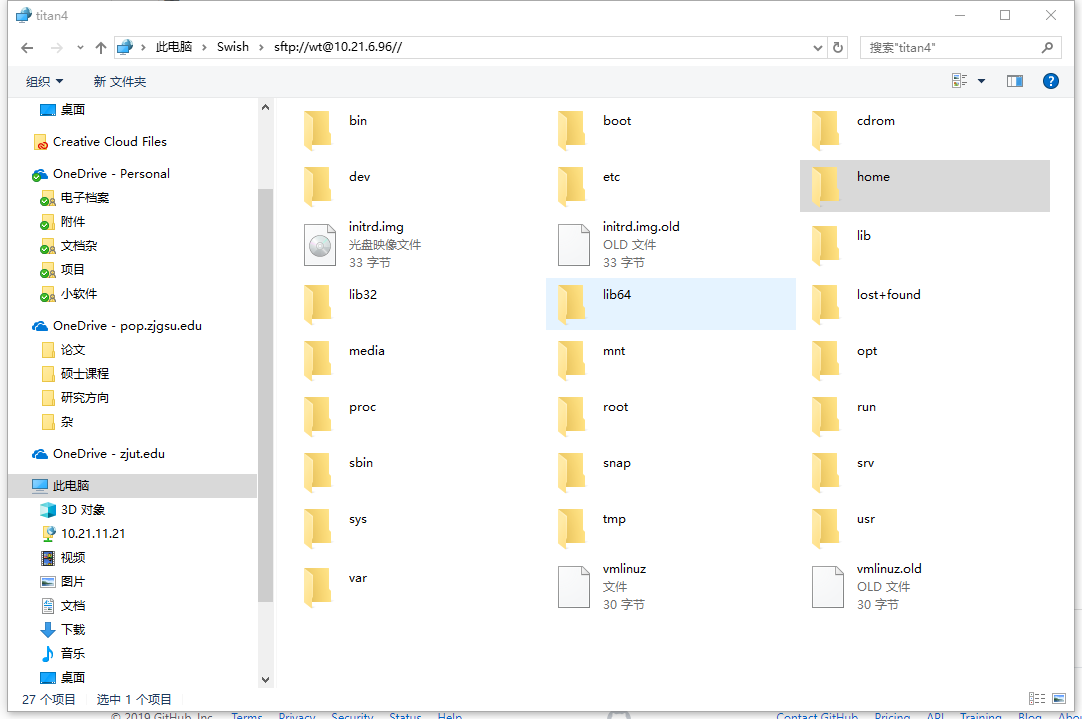 titan4
此电脑 Swish sftp://wt@10.21.6.96//
搜索"titan4"
组织 新 文件夹
桌面
Creative Cloud Files
OneDrive - Personal
电子档案
附件
文档杂
项目
小软件
OneDrive - pop.zjgsu.edu
论文
硕士课程
研究方向
杂
OneDrive - zjut.edu
此电脑
3D 对象
10.21.11.21
视频
图片
文档
下载
音乐
桌面
bin boot cdrom
dev etc home
initrd.img
光盘映像文件
33 字节
initrd.img.old
OLD 文件
33 字节
lib
lib32 lib64 lost+found
media mnt opt
proc root run
sbin snap srv
sys tmp usr
var
vmlinuz
文件
30 字节
vmlinuz.old
OLD 文件
30 字节
27 个项目 选中 1 个项目
© 2019 GitHub, Inc. Terms Privacy Security Status Help Contact GitHub Pricing API Training Blog